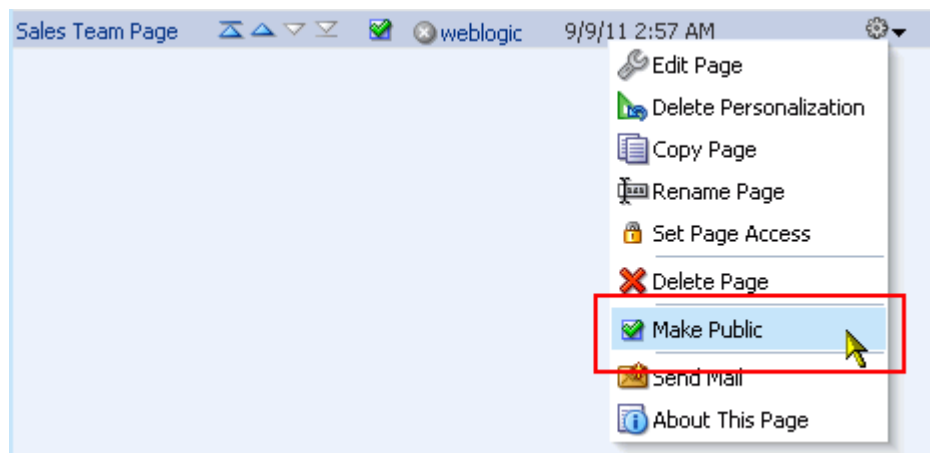 Sales Team Page weblogic 9/9/11 2:57 AM
Edit Page
Delete Personalization
Copy Page
Rename Page
Set Page Access
Delete Page
Make Public
Send Mail
About This Page